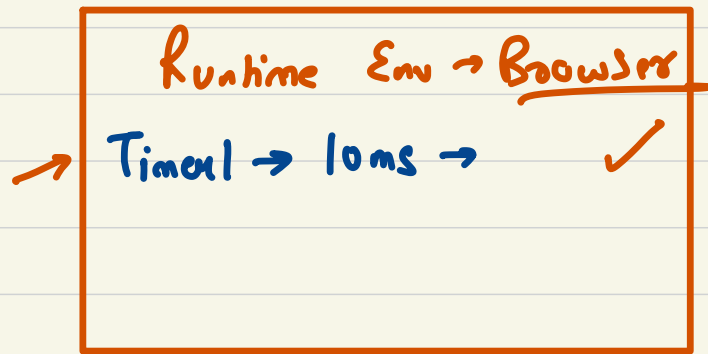 Runtime Env → Browser
Timer1 → 10ms → ✓